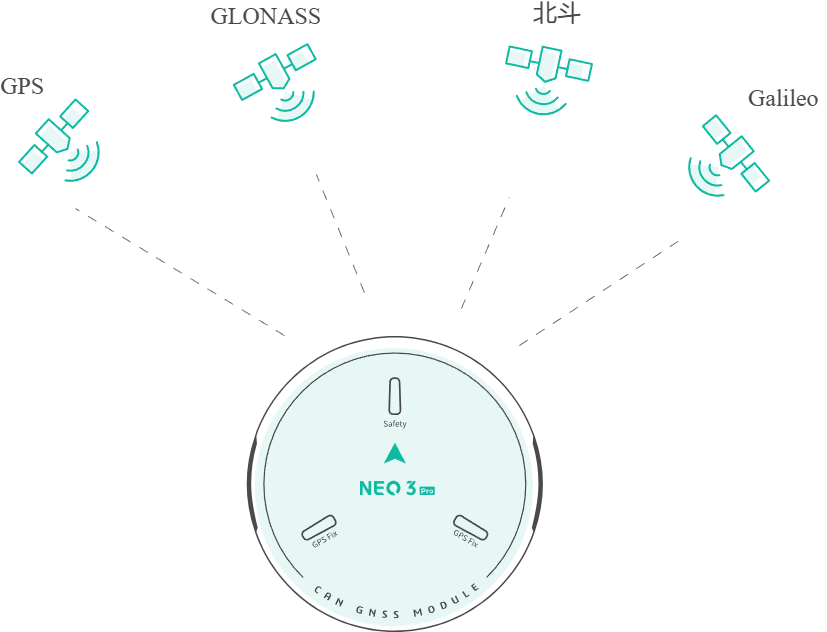 GLONASS
北斗
GPS
Galileo
Safety
NEO 3 Pro
GPS Fix
GPS Fix
CAN GNSS MODULE